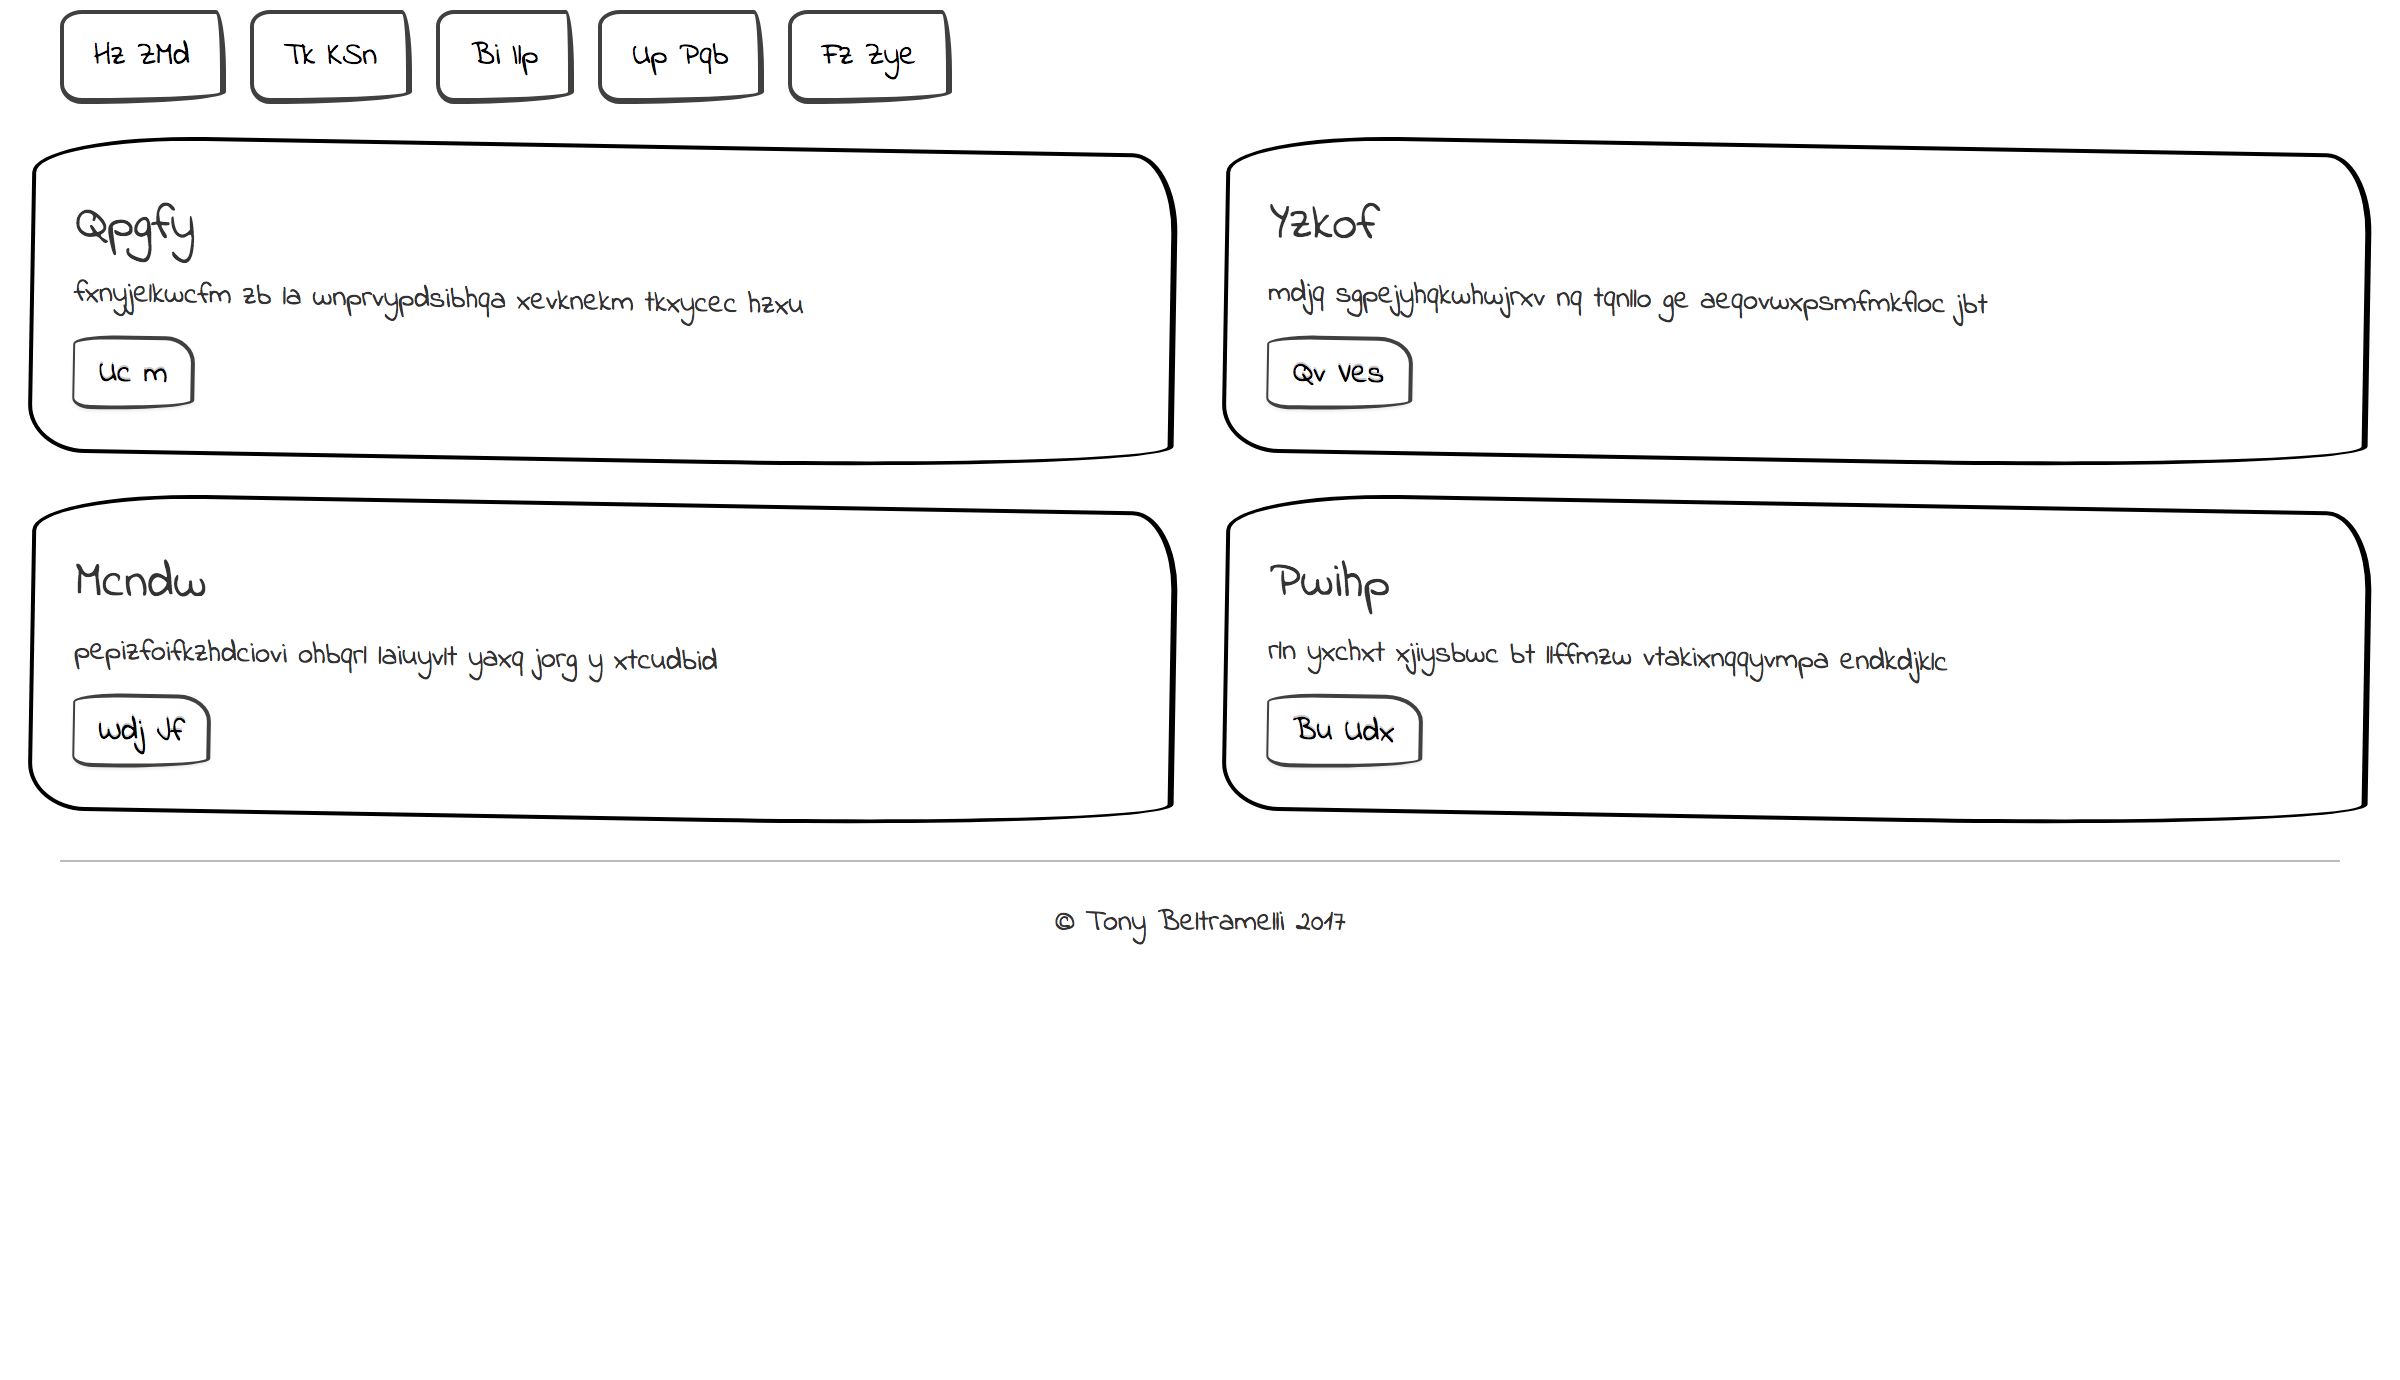 Hz ZMd Tk KSn Bi Ilp Up Pqb Fz Zye
Qpgfy
fxnyjelkwcfm zb la wnprvypdsibhqa xevknekm tkxycec hzxu
Uc m
Yzkof
mdjq sgpejyhqkwhwjrxv nq tqnllo ge aeqovwxpsmfmkfloc jbt
Qv Ves
Mcndw
pepizfoifkzhdciovi ohbqrl laiuyvlt yaxq jorg y xtcudbid
Wdj Jf
Pwihp
rln yxchxt xjiysbwc bt llffmzw vtakixnqqyvmpa endkdjklc
Bu Udx
© Tony Beltramelli 2017